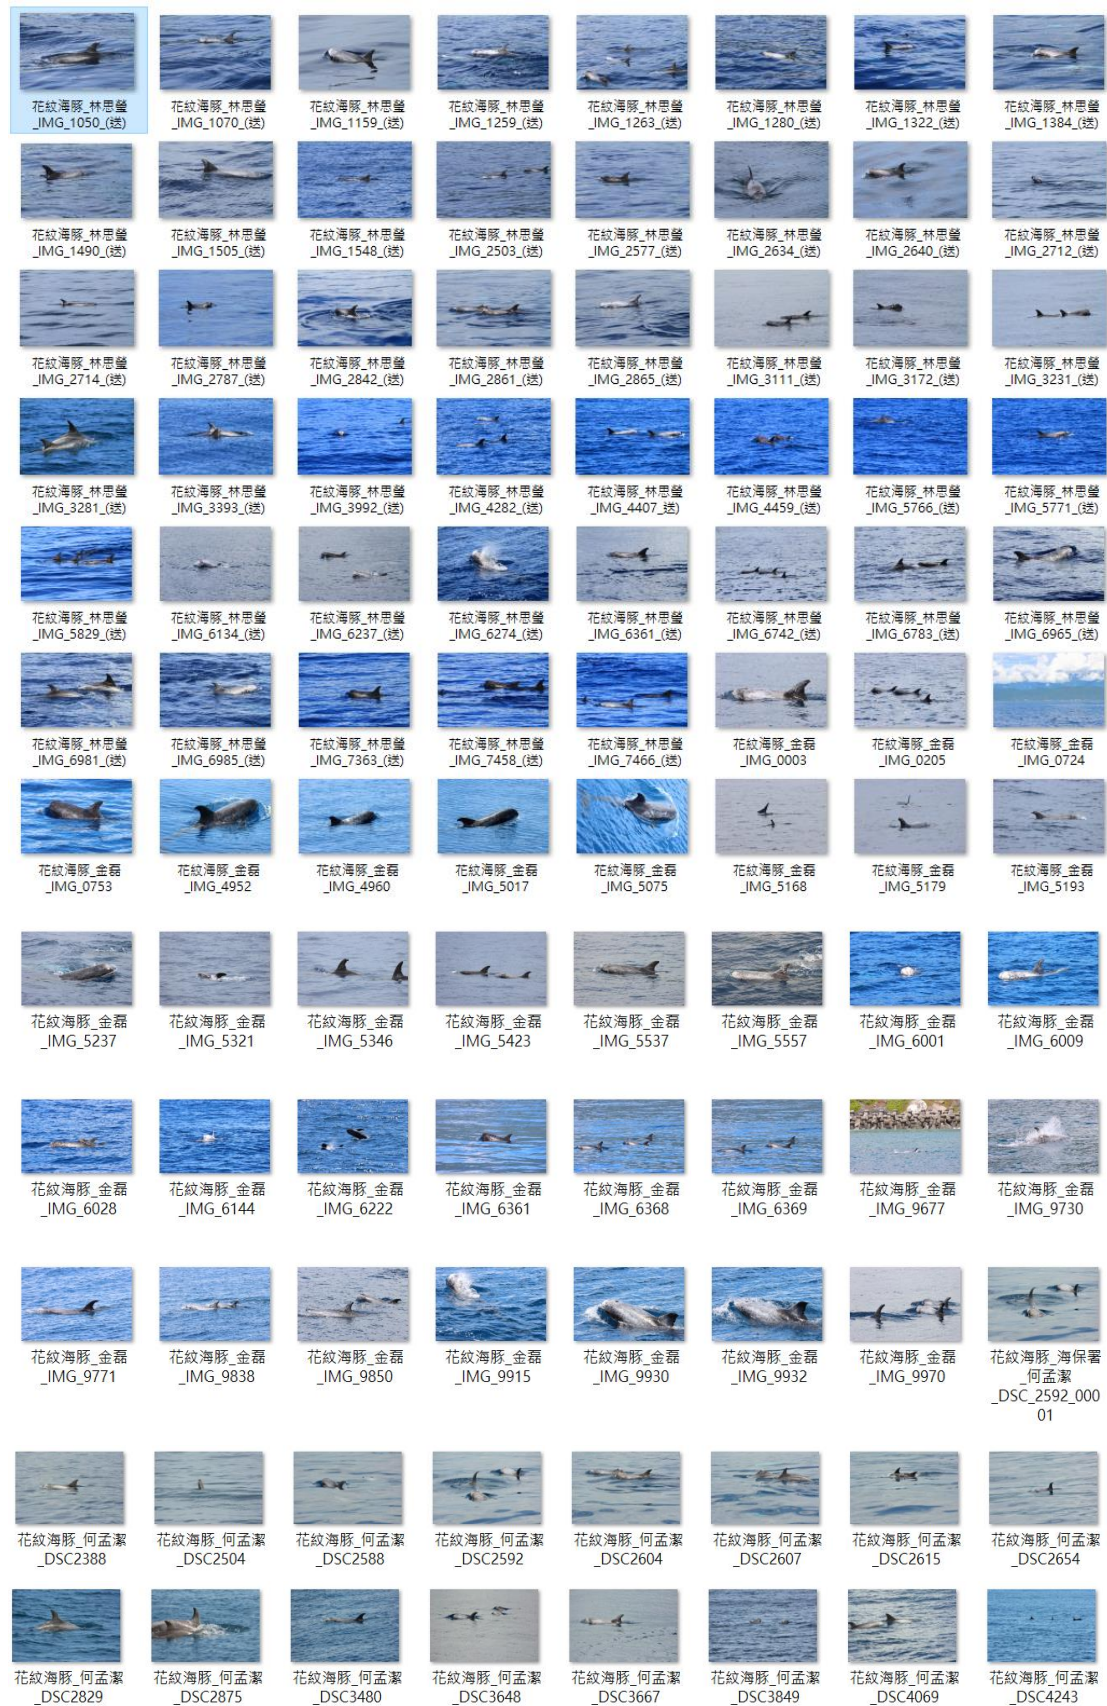 花紋海豚_林思瑩
_IMG_1050_(送)
花紋海豚_林思瑩
_IMG_1070_(送)
花紋海豚_林思瑩
_IMG_1159_(送)
花紋海豚_林思瑩
_IMG_1259_(送)
花紋海豚_林思瑩
_IMG_1263_(送)
花紋海豚_林思瑩
_IMG_1280_(送)
花紋海豚_林思瑩
_IMG_1322_(送)
花紋海豚_林思瑩
_IMG_1384_(送)
花紋海豚_林思瑩
_IMG_1490_(送)
花紋海豚_林思瑩
_IMG_1505_(送)
花紋海豚_林思瑩
_IMG_1548_(送)
花紋海豚_林思瑩
_IMG_2503_(送)
花紋海豚_林思瑩
_IMG_2577_(送)
花紋海豚_林思瑩
_IMG_2634_(送)
花紋海豚_林思瑩
_IMG_2640_(送)
花紋海豚_林思瑩
_IMG_2712_(送)
花紋海豚_林思瑩
_IMG_2714_(送)
花紋海豚_林思瑩
_IMG_2787_(送)
花紋海豚_林思瑩
_IMG_2842_(送)
花紋海豚_林思瑩
_IMG_2861_(送)
花紋海豚_林思瑩
_IMG_2865_(送)
花紋海豚_林思瑩
_IMG_3111_(送)
花紋海豚_林思瑩
_IMG_3172_(送)
花紋海豚_林思瑩
_IMG_3231_(送)
花紋海豚_林思瑩
_IMG_3281_(送)
花紋海豚_林思瑩
_IMG_3393_(送)
花紋海豚_林思瑩
_IMG_3992_(送)
花紋海豚_林思瑩
_IMG_4282_(送)
花紋海豚_林思瑩
_IMG_4407_送)
花紋海豚_林思瑩
_IMG_4459_(送)
花紋海豚_林思瑩
_IMG_5766_(送)
花紋海豚_林思瑩
_IMG_5771_(送)
花紋海豚_林思瑩
_IMG_5829_(送)
花紋海豚_林思瑩
_IMG_6134_(送)
花紋海豚_林思瑩
_IMG_6237_(送)
花紋海豚_林思瑩
_IMG_6274_(送)
花紋海豚_林思瑩
_IMG_6361_(送)
花紋海豚_林思瑩
_IMG_6742_(送)
花紋海豚_林思瑩
_IMG_6783_(送)
花紋海豚_林思瑩
_IMG_6965_(送)
花紋海豚_林思瑩
_IMG_6981_(送)
花紋海豚_林思瑩
_IMG_6985_(送)
花紋海豚_林思瑩
_IMG_7363_(送)
花紋海豚_林思瑩
_IMG_7458_(送)
花紋海豚_林思瑩
_IMG_7466_(送)
花紋海豚_金磊
_IMG_0003
花紋海豚_金磊
_IMG_0205
花紋海豚_金磊
_IMG_0724
花紋海豚_金磊
_IMG_0753
花紋海豚_金磊
_IMG_4952
花紋海豚_金磊
_IMG_4960
花紋海豚_金磊
_IMG_5017
花紋海豚_金磊
_IMG_5075
花紋海豚_金磊
_IMG_5168
花紋海豚_金磊
_IMG_5179
花紋海豚_金磊
_IMG_5193
花紋海豚_金磊
_IMG_5237
花紋海豚_金磊
_IMG_5321
花紋海豚_金磊
_IMG_5346
花紋海豚_金磊
_IMG_5423
花紋海豚_金磊
_IMG_5537
花紋海豚_金磊
_IMG_5557
花紋海豚_金磊
_IMG_6001
花紋海豚_金磊
_IMG_6009
花紋海豚_金磊
_IMG_6028
花紋海豚_金磊
_IMG_6144
花紋海豚_金磊
_IMG_6222
花紋海豚_金磊
_IMG_6361
花紋海豚_金磊
_IMG_6368
花紋海豚_金磊
_IMG_6369
花紋海豚_金磊
_IMG_9677
花紋海豚_金磊
_IMG_9730
花紋海豚_金磊
_IMG_9771
花紋海豚_金磊
_IMG_9838
花紋海豚_金磊
_IMG_9850
花紋海豚_金磊
_IMG_9915
花紋海豚_金磊
_IMG_9930
花紋海豚_金磊
_IMG_9932
花紋海豚_金磊
_IMG_9970
花紋海豚_海保署
_何孟潔
_DSC_2592_000
01
花紋海豚_何孟潔
_DSC2388
花紋海豚_何孟潔
_DSC2504
花紋海豚_何孟潔
_DSC2588
花紋海豚_何孟潔
_DSC2592
花紋海豚_何孟潔
_DSC2604
花紋海豚_何孟潔
_DSC2607
花紋海豚_何孟潔
_DSC2615
花紋海豚_何孟潔
_DSC2654
花紋海豚_何孟潔
_DSC2829
花紋海豚_何孟潔
_DSC2875
花紋海豚_何孟潔
_DSC3480
花紋海豚_何孟潔
_DSC3648
花紋海豚_何孟潔
_DSC3667
花紋海豚_何孟潔
_DSC3849
花紋海豚_何孟潔
_DSC4069
花紋海豚_何孟潔
_DSC4243